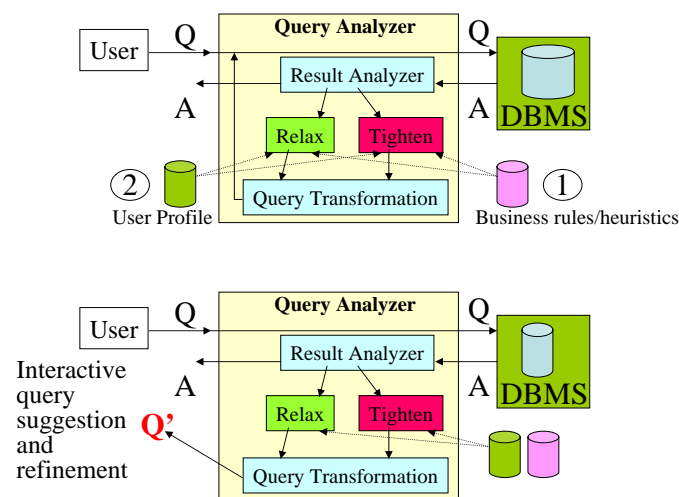 Query Analyzer
User
Q
Q
Result Analyzer
A
A
DBMS
Relax
Tighten
2
1
Query Transformation
User Profile
Business rules/heuristics
Query Analyzer
User
Q
Q
Result Analyzer
A
A
DBMS
Interactive
query
suggestion
and
refinement
Q’
Relax
Tighten
Query Transformation